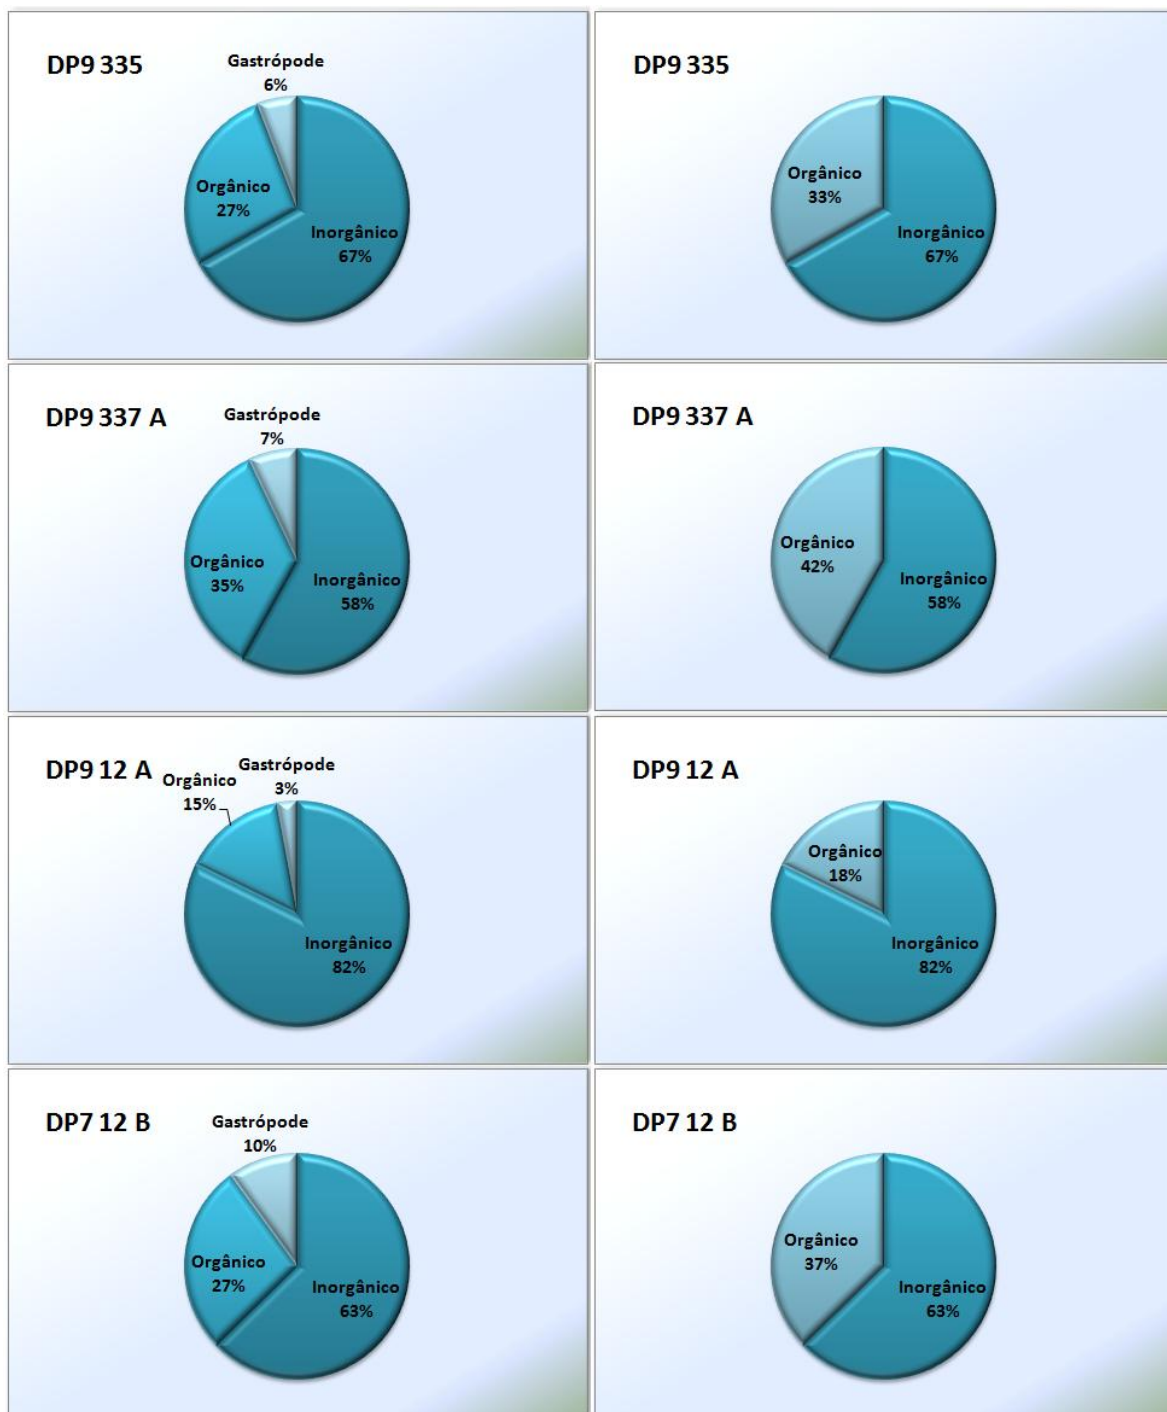 DP9 335
Gastrópode
6%
Orgânico
27%
Inorgânico
67%
DP9 335
Orgânico
33%
Inorgânico
67%
DP9 337 A
Gastrópode
7%
Orgânico
35%
Inorgânico
58%
DP9 337 A
Orgânico
42%
Inorgânico
58%
DP9 12 A
Gastrópode
3%
Orgânico
15%
Inorgânico
82%
DP9 12 A
Orgânico
18%
Inorgânico
82%
DP7 12 B
Gastrópode
10%
Orgânico
27%
Inorgânico
63%
DP7 12 B
Orgânico
37%
Inorgânico
63%